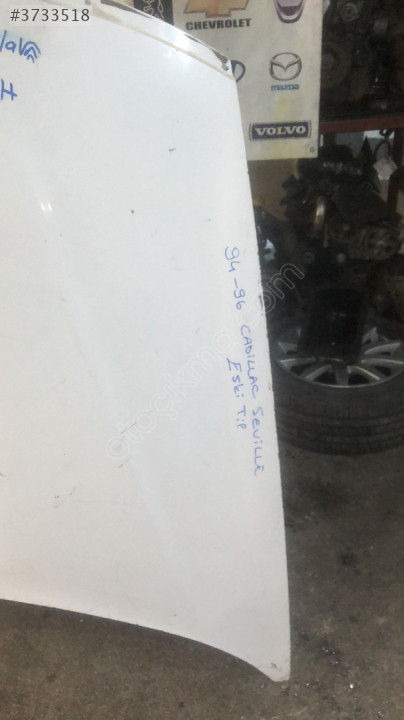 #3733518
CHEVROLET
mazda
VOLVO
H
94-96 CADILLAC SEVILLE
Eski Tip